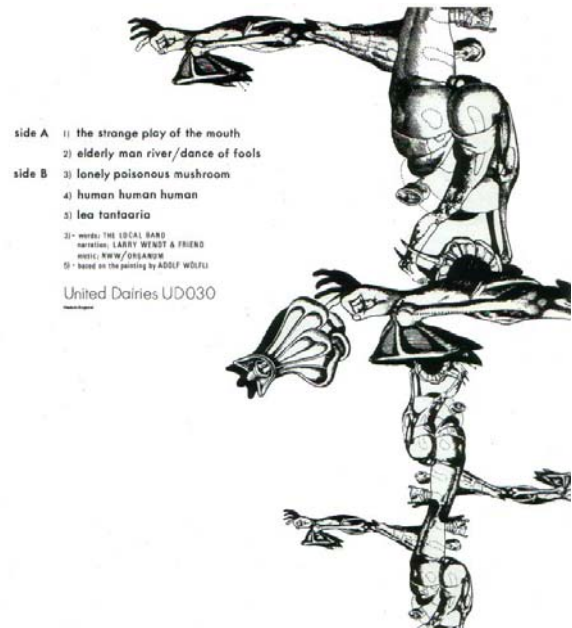 side A 1) the strange play of the mouth
2) elderly man river/dance of fools
side B 3) lonely poisonous mushroom
4) human human human
5) lea tantaaria
3)- words: THE LOCAL BAND
narration: LARRY WENDT & FRIEND
music: NWW/ORGANUM
5)- based on the painting by ADOLF WÖLFLI
United Dairies UD030